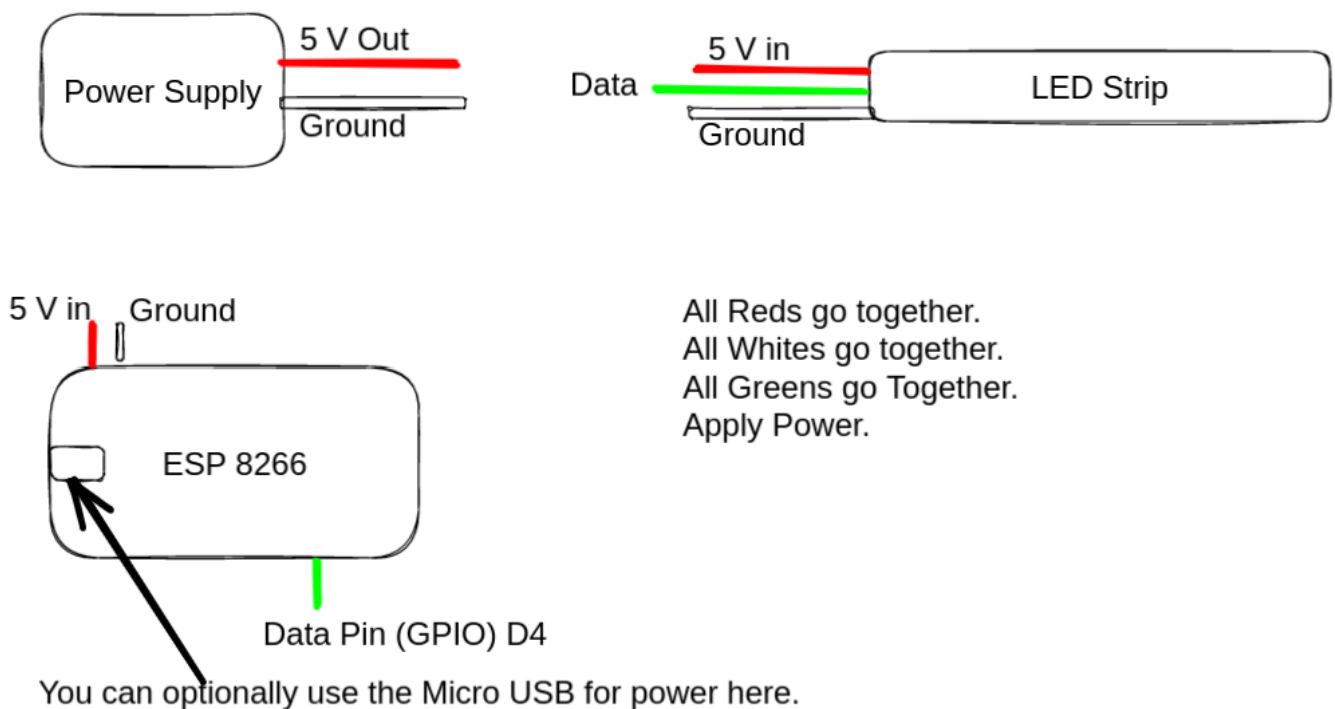 5 V Out
Power Supply
Ground
5 V in
Data
LED Strip
Ground
5 V in
Ground
ESP 8266
Data Pin (GPIO) D4
You can optionally use the Micro USB for power here.
All Reds go together.
All Whites go together.
All Greens go Together.
Apply Power.